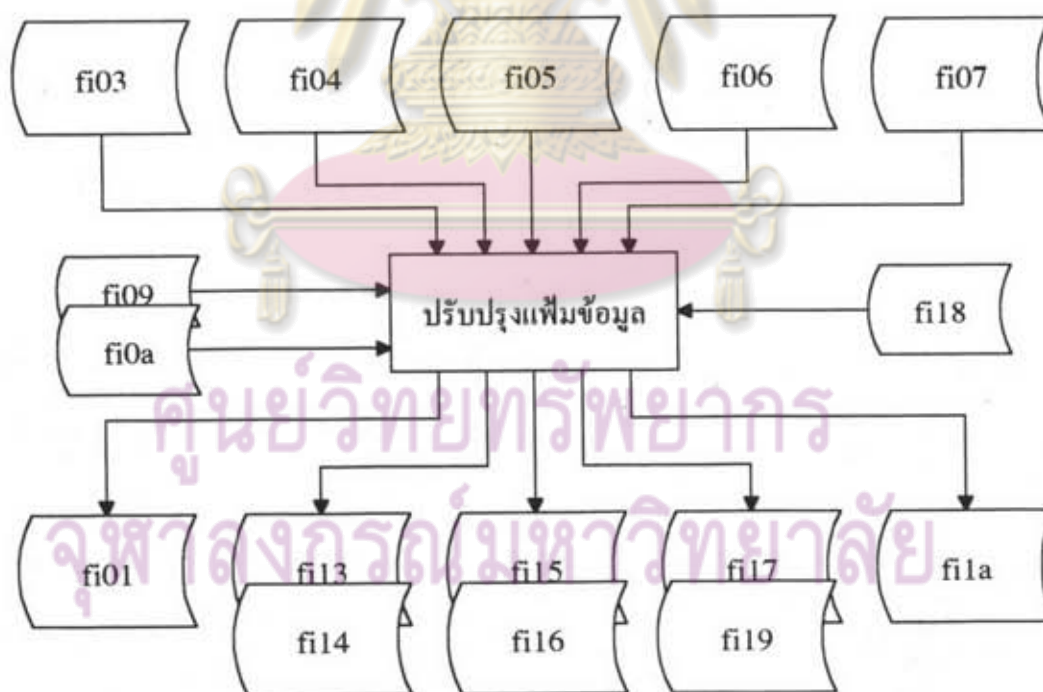 fi03
fi04
fi05
fi06
fi07
fi09
ปรับปรุงแฟ้มข้อมูล
fi18
fi0a
ศูนย์วิทยทรัพยากร
จุฬาลงกรณ์มหาวิทยาลัย
fi01
fi13
fi15
fi17
fi1a
fi14
fi16
fi19